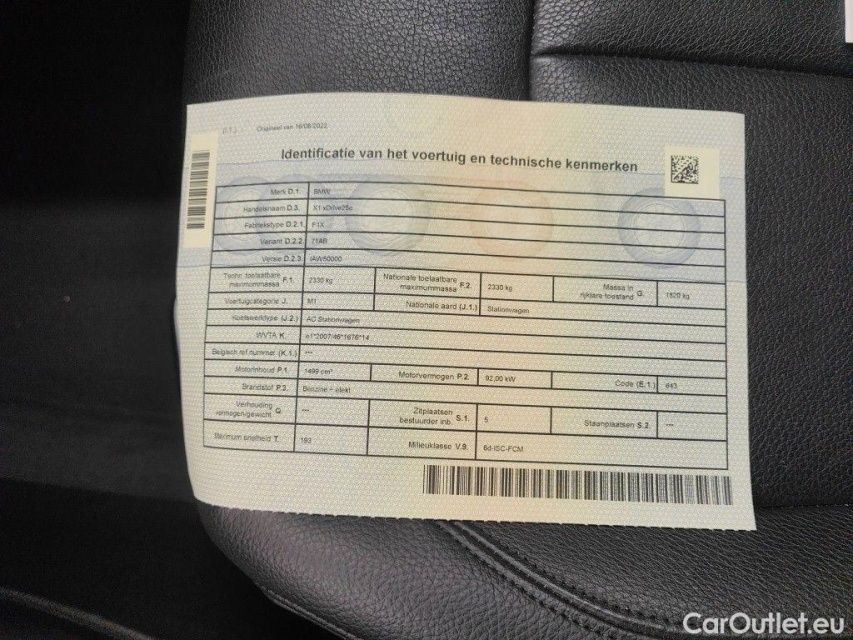 (I.T.) Origineel van 16/08/2022
Identificatie van het voertuig en technische kenmerken
Merk D.1. BMW
Handelsnaam D.3. X1 xDrive25e
Fabriekstype D.2.1. F1X
Variant D.2.2. 71AB
Versie D.2.3. IAW50000
Techn. toelaatbare maximummassa F.1. 2330 kg Nationale toelaatbare maximummassa F.2. 2330 kg Massa in rijklare toestand G. 1820 kg
Voertuigcategorie J. M1 Nationale aard (J.1.) Stationwagen
Koetswerktype (J.2.) AC Stationwagen
WVTA K. e1*2007/46*1676*14
Belgisch ref nummer (K.1.) ---
Motorinhoud P.1. 1499 cm³ Motorvermogen P.2. 92,00 kW Code (E.1.) 643
Brandstof P.3. Benzine + elekt
Verhouding vermogen/gewicht Q. --- Zitplaatsen bestuurder inb. S.1. 5 Staanplaatsen S.2. ---
Maximum snelheid T. 193 Milieuklasse V.9. 6d-ISC-FCM
CarOutlet.eu